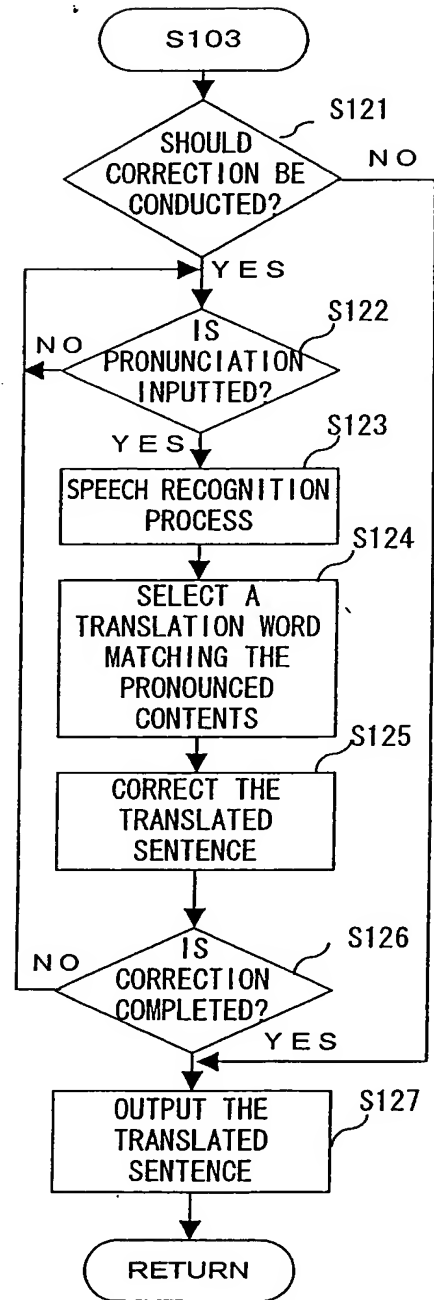 S103
S121
SHOULD
CORRECTION BE
CONDUCTED?
NO
YES
S122
IS
PRONUNCIATION
INPUTTED?
NO
YES
S123
SPEECH RECOGNITION
PROCESS
S124
SELECT A
TRANSLATION WORD
MATCHING THE
PRONOUNCED
CONTENTS
S125
CORRECT THE
TRANSLATED
SENTENCE
S126
IS
CORRECTION
COMPLETED?
NO
YES
S127
OUTPUT THE
TRANSLATED
SENTENCE
RETURN